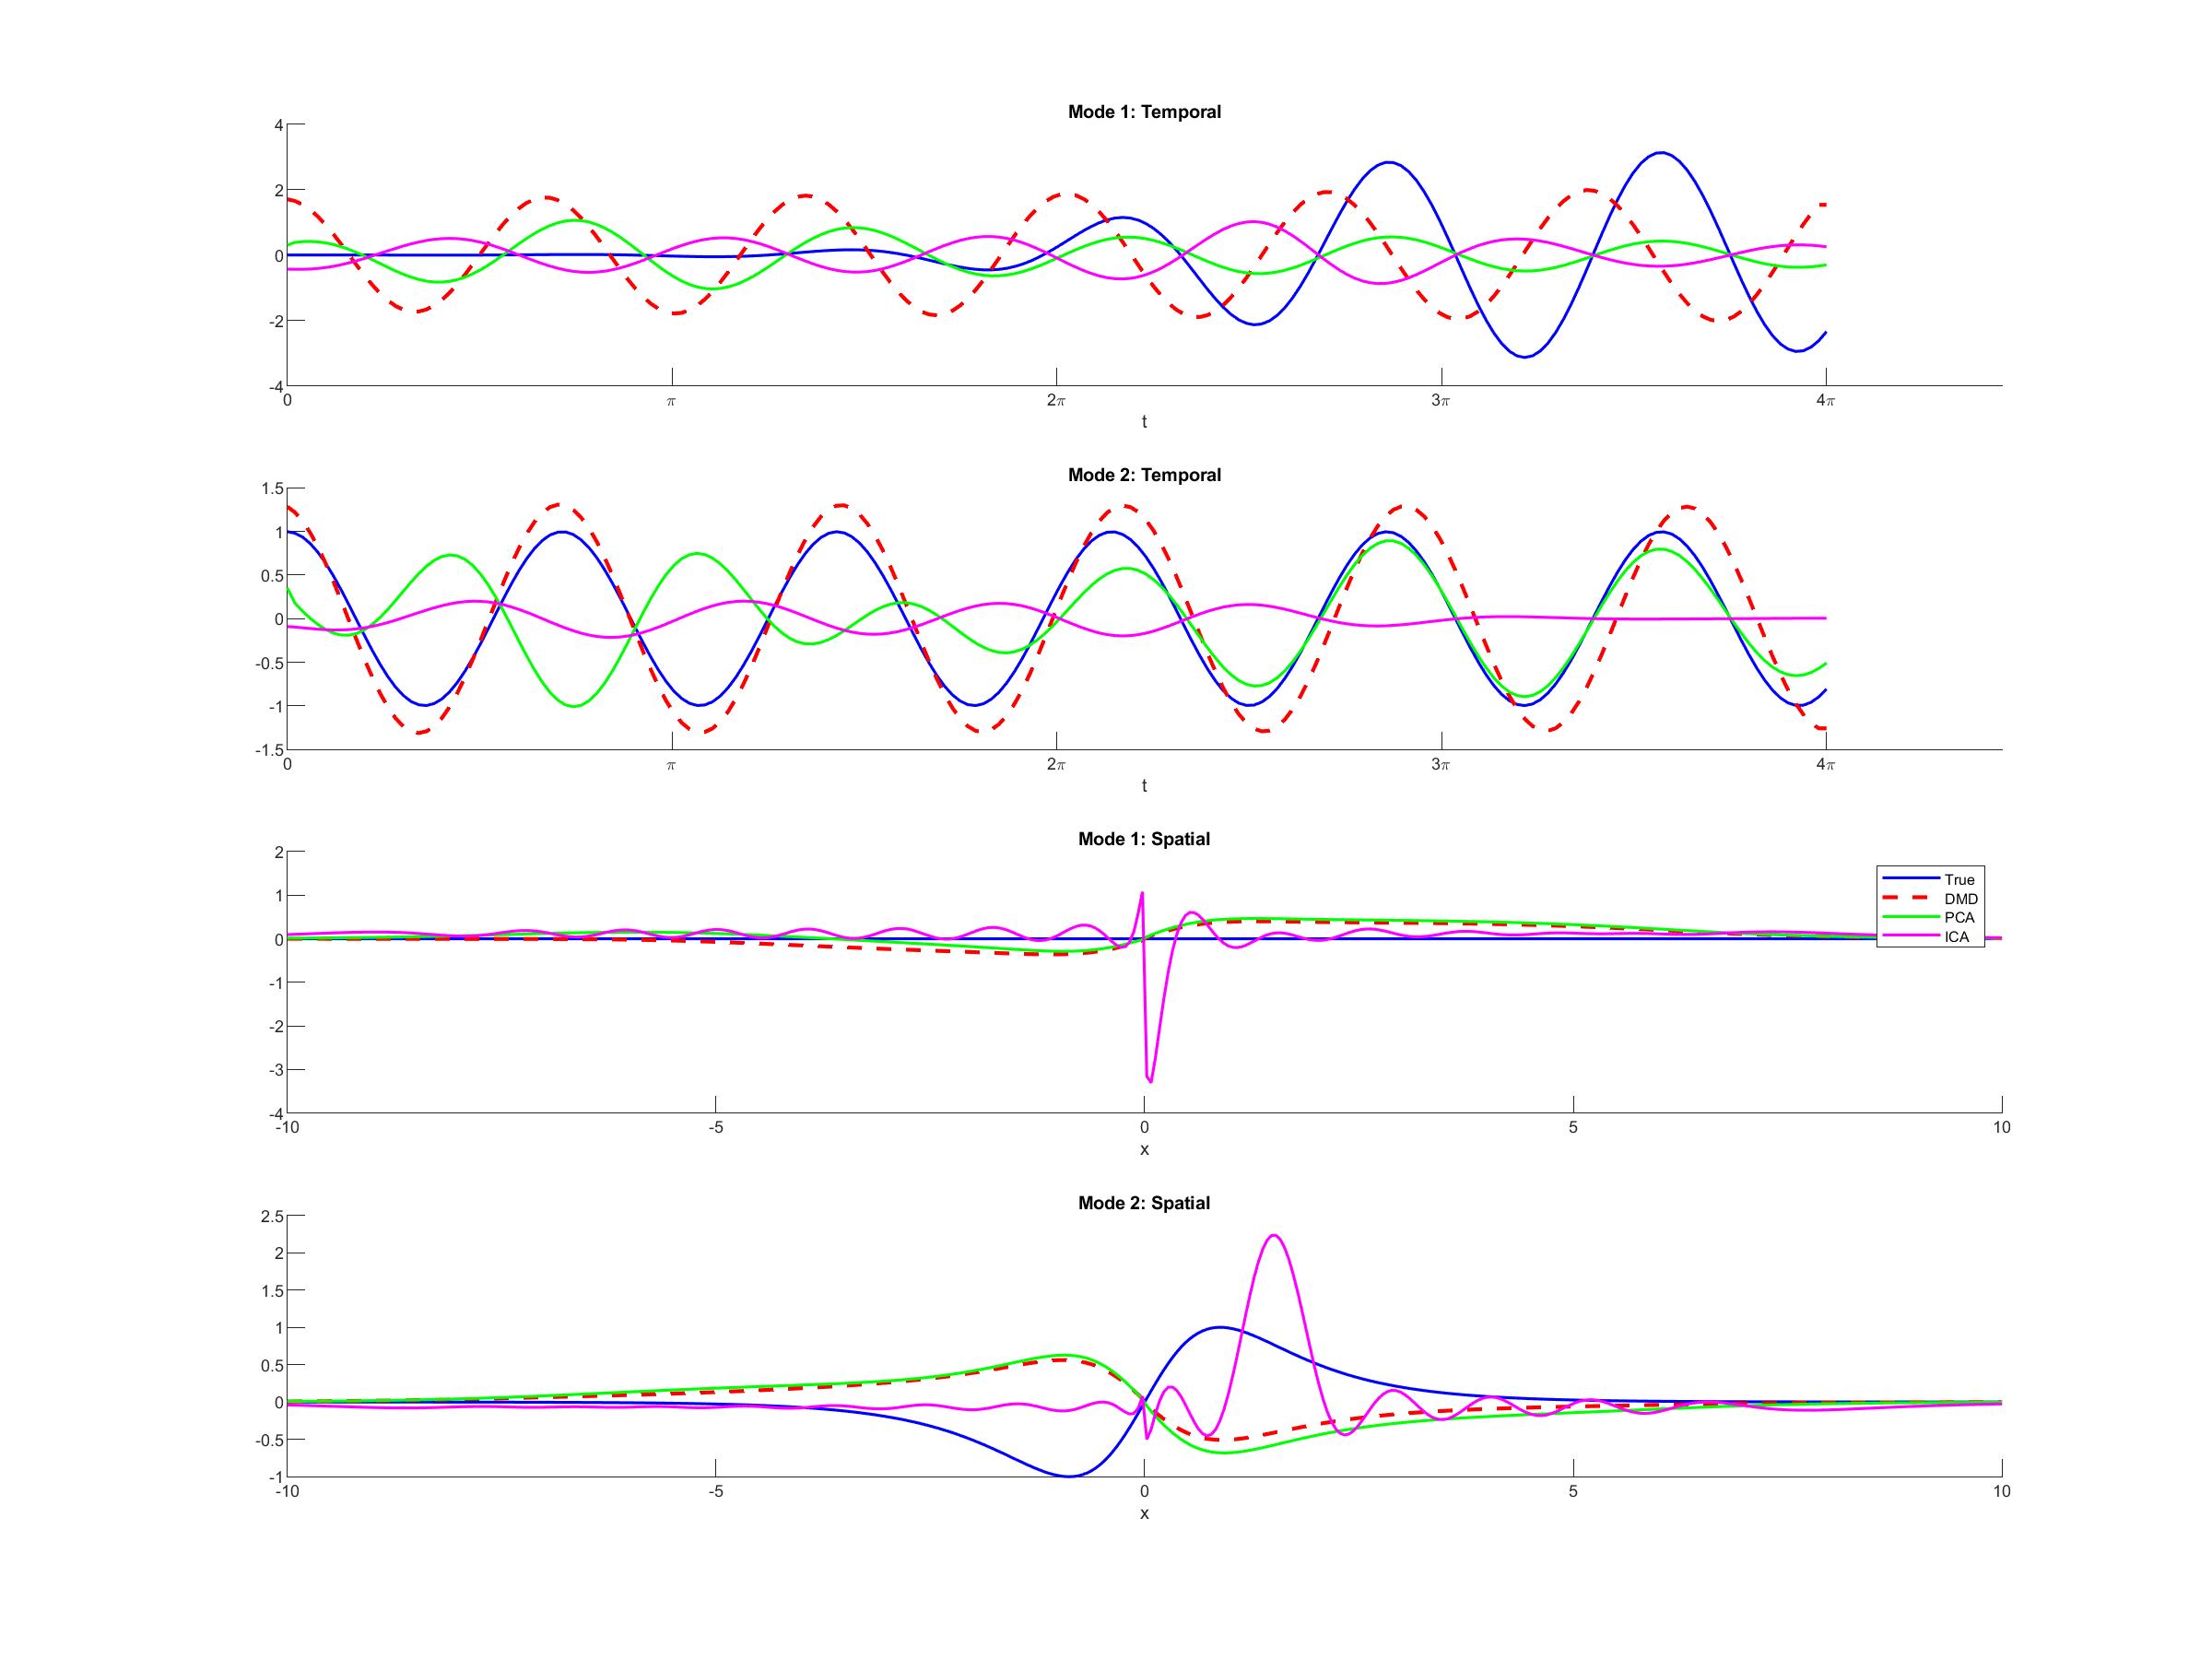 Mode 1: Temporal
4
2
0
-2
-4
0 π 2π 3π 4π
t
Mode 2: Temporal
1.5
1
0.5
0
-0.5
-1
-1.5
0 π 2π 3π 4π
t
Mode 1: Spatial
2
1
0
-1
-2
-3
-4
True
DMD
PCA
ICA
-10 -5 0 5 10
x
Mode 2: Spatial
2.5
2
1.5
1
0.5
0
-0.5
-1
-10 -5 0 5 10
x